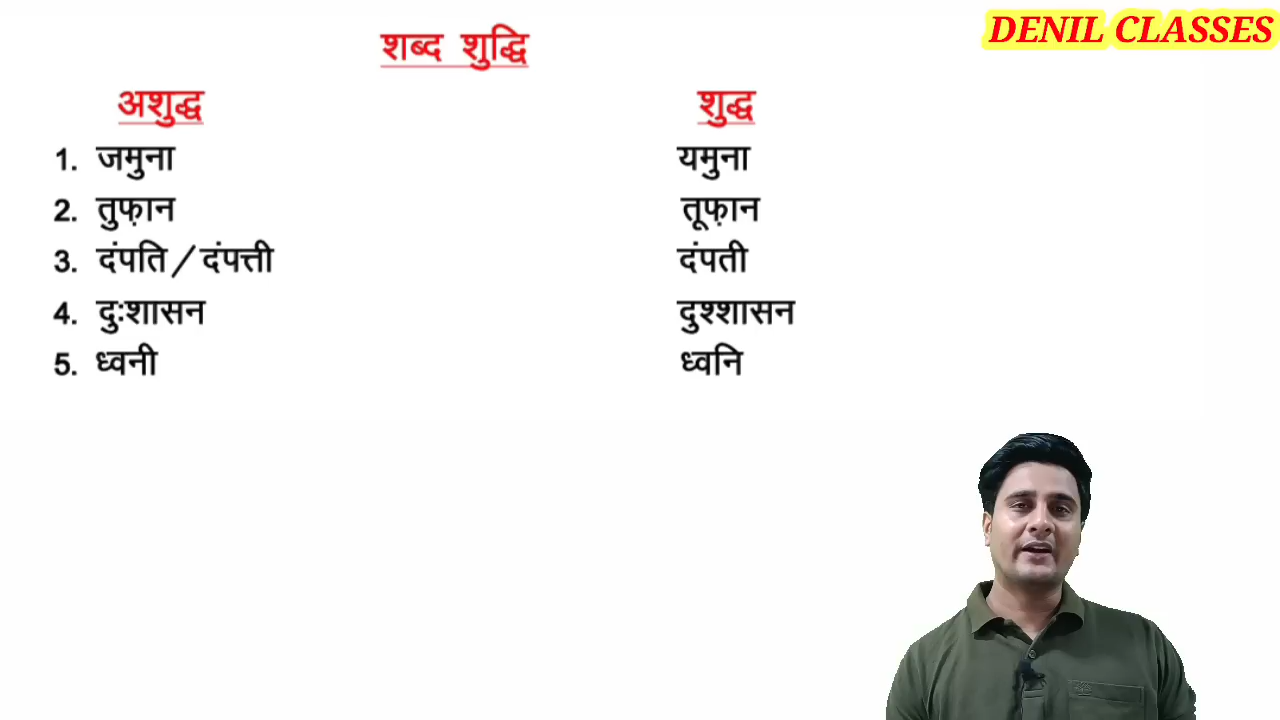 DENIL CLASSES
शब्द शुद्धि
अशुद्ध शुद्ध
1. जमुना यमुना
2. तुफ़ान तूफ़ान
3. दंपति/दंपत्ती दंपती
4. दुःशासन दुश्शासन
5. ध्वनी ध्वनि